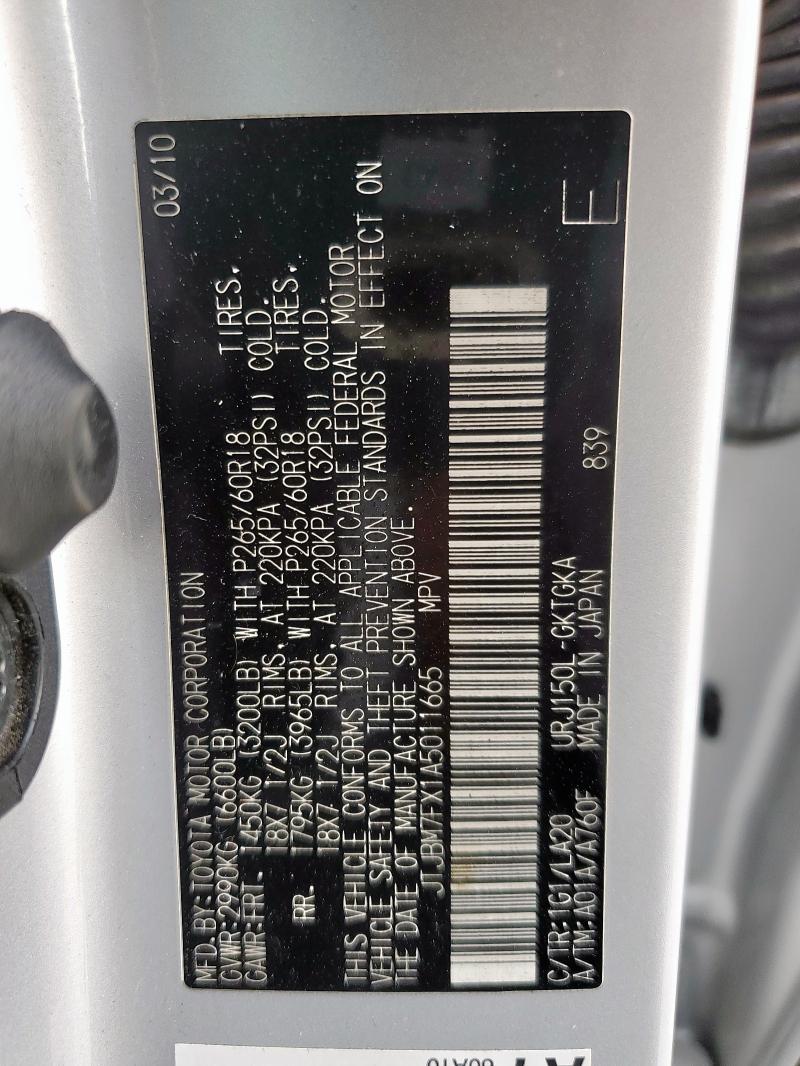 03/10
MFD.BY:TOYOTA MOTOR CORPORATION
GVWR:2990KG (6600LB)
GAWR:FRT. 1450KG (3200LB) WITH P265/60R18 TIRES,
18X7 1/2J RIMS, AT 220KPA (32PSI) COLD.
RR. 1795KG (3965LB) WITH P265/60R18 TIRES,
18X7 1/2J RIMS, AT 220KPA (32PSI) COLD.
THIS VEHICLE CONFORMS TO ALL APPLICABLE FEDERAL MOTOR
VEHICLE SAFETY AND THEFT PREVENTION STANDARDS IN EFFECT ON
THE DATE OF MANUFACTURE SHOWN ABOVE.
JTJBM7FX1A5011665 MPV
C/TR:1G1/LA20 URJ150L-GKTGKA
A/TM:A01A/A760F MADE IN JAPAN 839 E